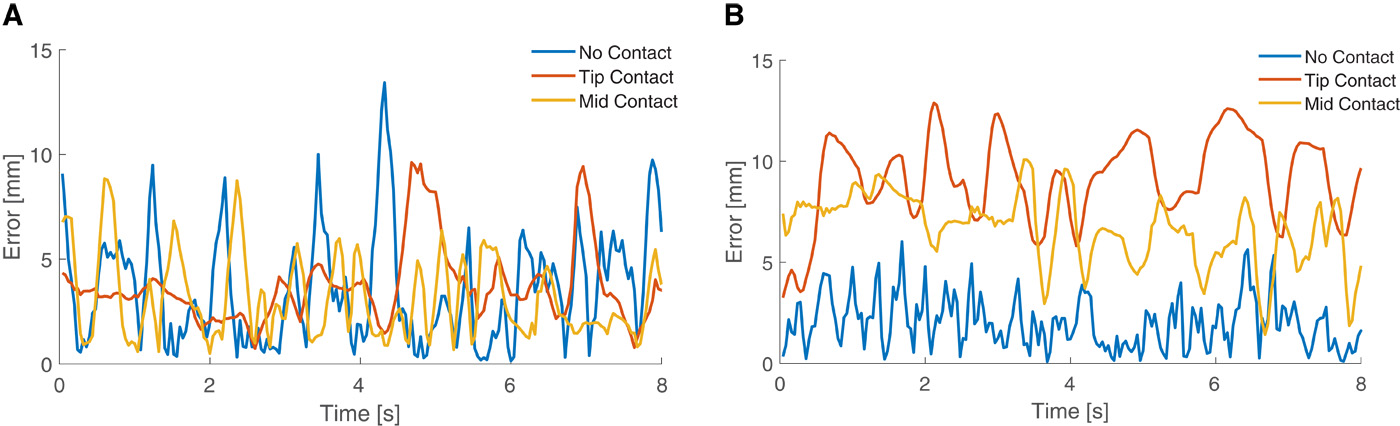 A
15
10
5
0
Error [mm]
0 2 4 6 8
Time [s]
No Contact
Tip Contact
Mid Contact
B
15
10
5
0
Error [mm]
0 2 4 6 8
Time [s]
No Contact
Tip Contact
Mid Contact